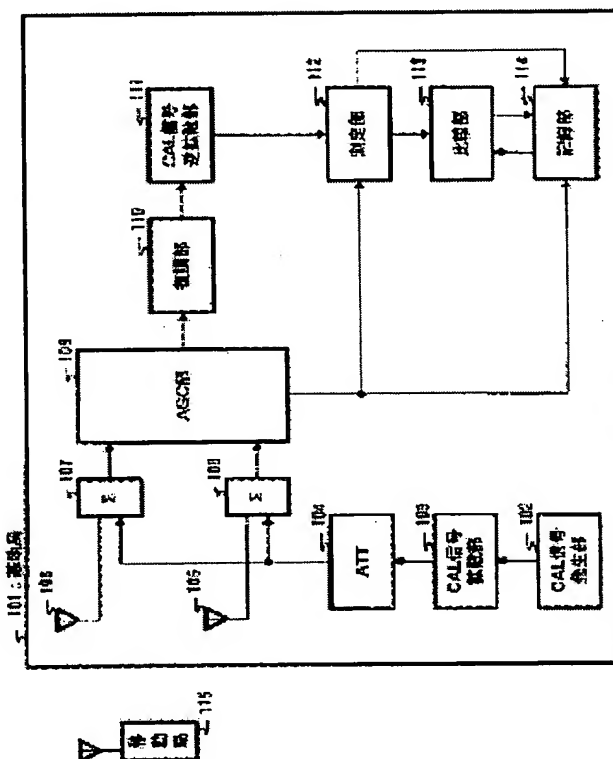 101：基地局
107
109
110
111
CAL信号
逆拡散部
復調部
AGC部
Σ
108
Σ
112
測定部
113
比較部
114
記憶部
104
ATT
103
CAL信号
拡散部
102
CAL信号
発生部
移動局
115